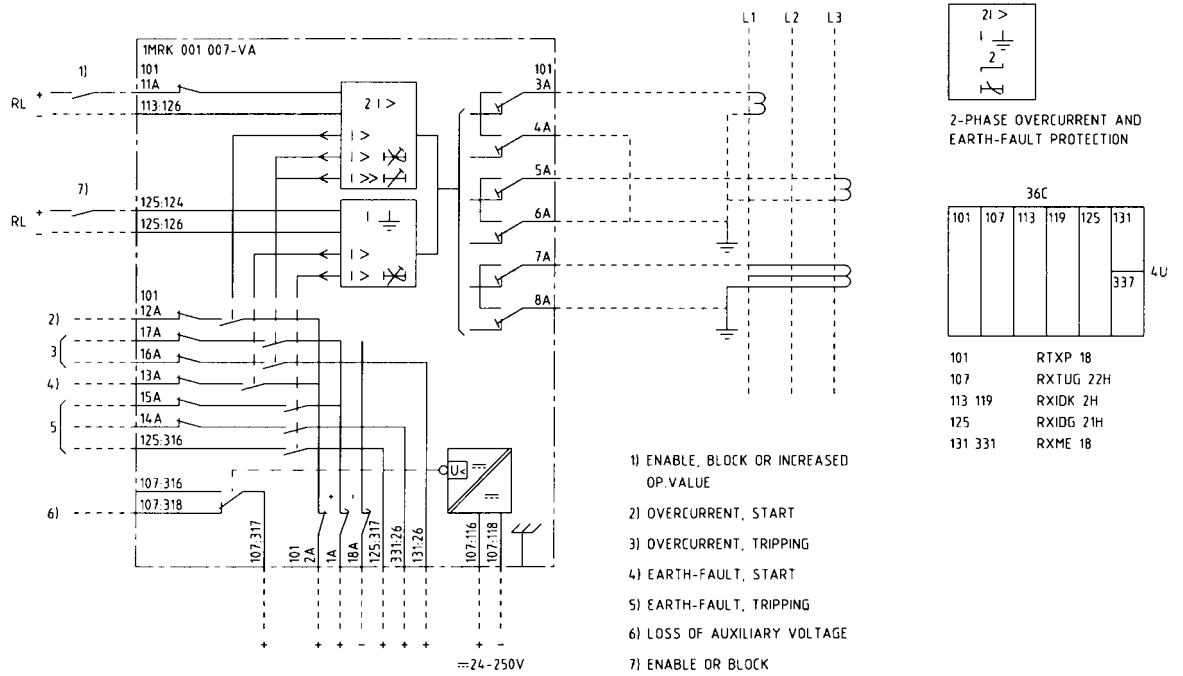 L1 L2 L3
1MRK 001 007-VA
1) 101 101
RL + 11A 3A
- 113:126
2 I >
I > 4A
I >
I >> 5A
7) 125:124
RL + 6A
- 125:126
I
I > 7A
I >
101 8A
2) 12A
17A
3 16A
4) 13A
15A
5 14A
125:316
U<
107:316
6) 107:318
107:317
101
2A
1A
18A
125:317
331:26
131:26
107:116
107:118
+ + + - + + + + -
24-250V
1) ENABLE, BLOCK OR INCREASED
OP.VALUE
2) OVERCURRENT, START
3) OVERCURRENT, TRIPPING
4) EARTH-FAULT, START
5) EARTH-FAULT, TRIPPING
6) LOSS OF AUXILIARY VOLTAGE
7) ENABLE OR BLOCK
2I >
I
2
2-PHASE OVERCURRENT AND
EARTH-FAULT PROTECTION
36C
101 107 113 119 125 131
337
4U
101 RTXP 18
107 RXTUG 22H
113 119 RXIDK 2H
125 RXIDG 21H
131 331 RXME 18